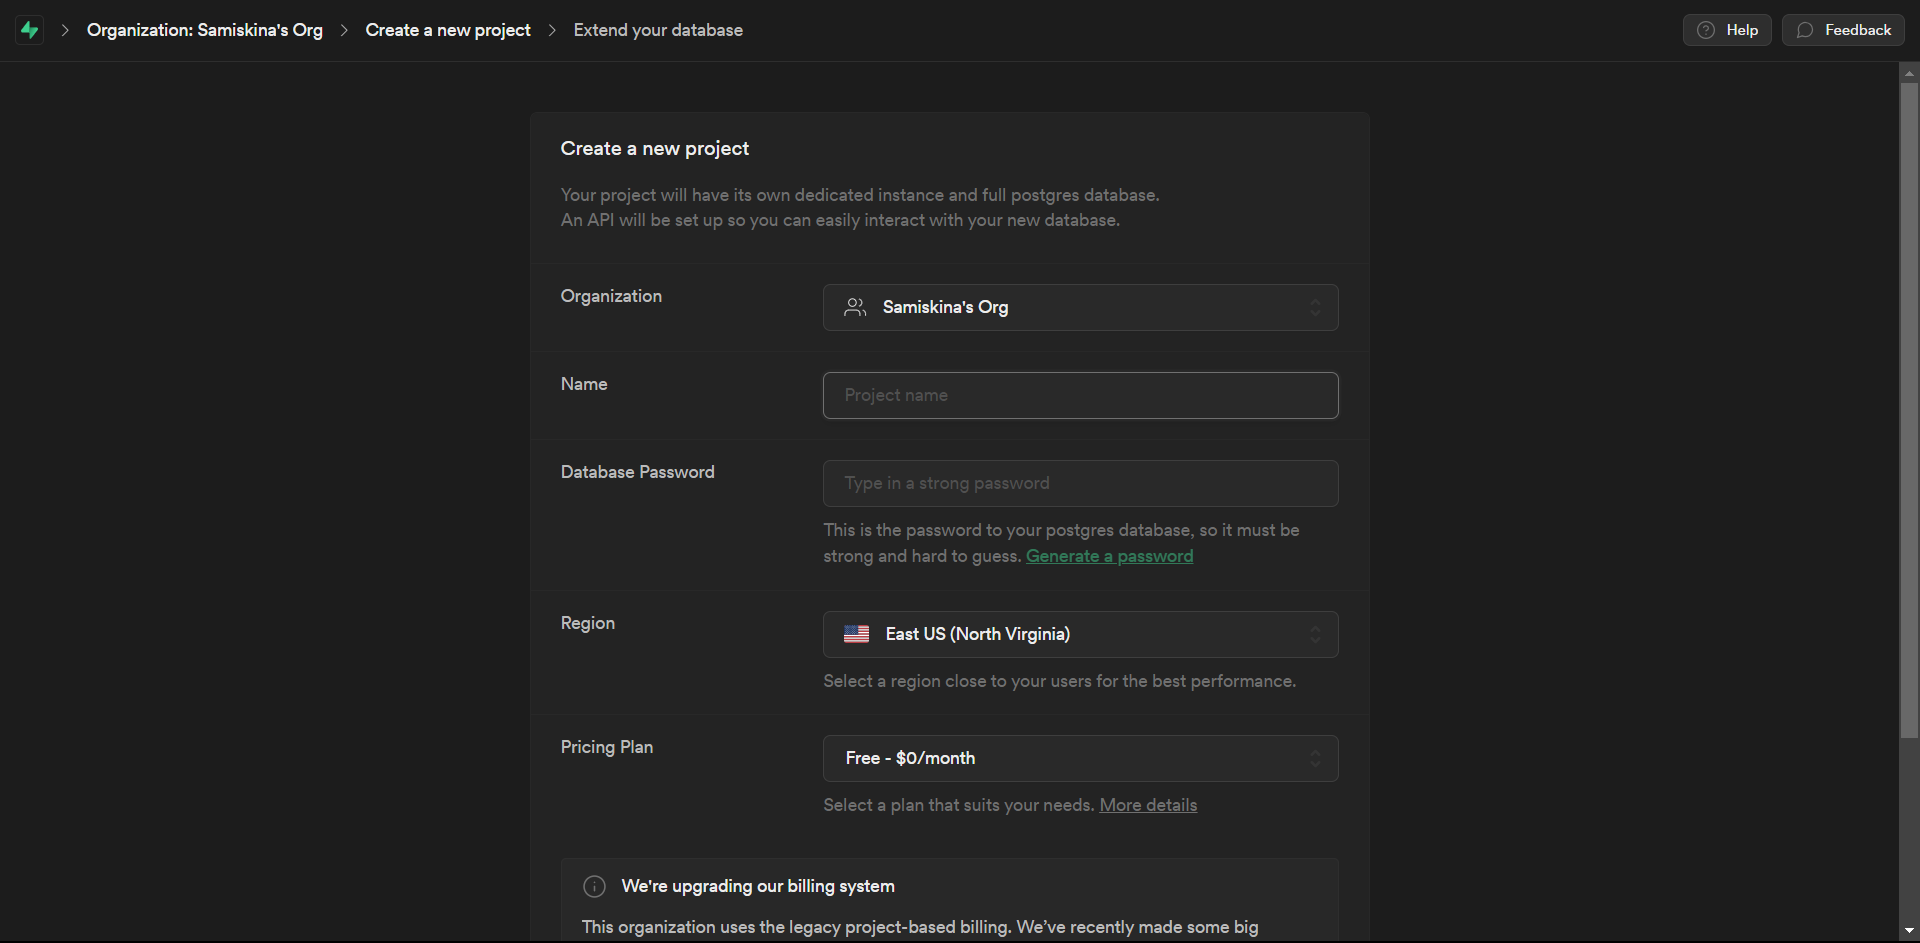 Organization: Samiskina's Org
Create a new project
Extend your database
Help
Feedback
Create a new project
Your project will have its own dedicated instance and full postgres database.
An API will be set up so you can easily interact with your new database.
Organization
Samiskina's Org
Name
Project name
Database Password
Type in a strong password
This is the password to your postgres database, so it must be
strong and hard to guess. Generate a password
Region
East US (North Virginia)
Select a region close to your users for the best performance.
Pricing Plan
Free - $0/month
Select a plan that suits your needs. More details
We're upgrading our billing system
This organization uses the legacy project-based billing. We’ve recently made some big